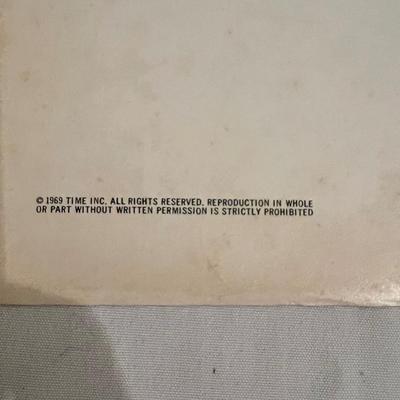 © 1969 TIME INC. ALL RIGHTS RESERVED. REPRODUCTION IN WHOLE
OR PART WITHOUT WRITTEN PERMISSION IS STRICTLY PROHIBITED